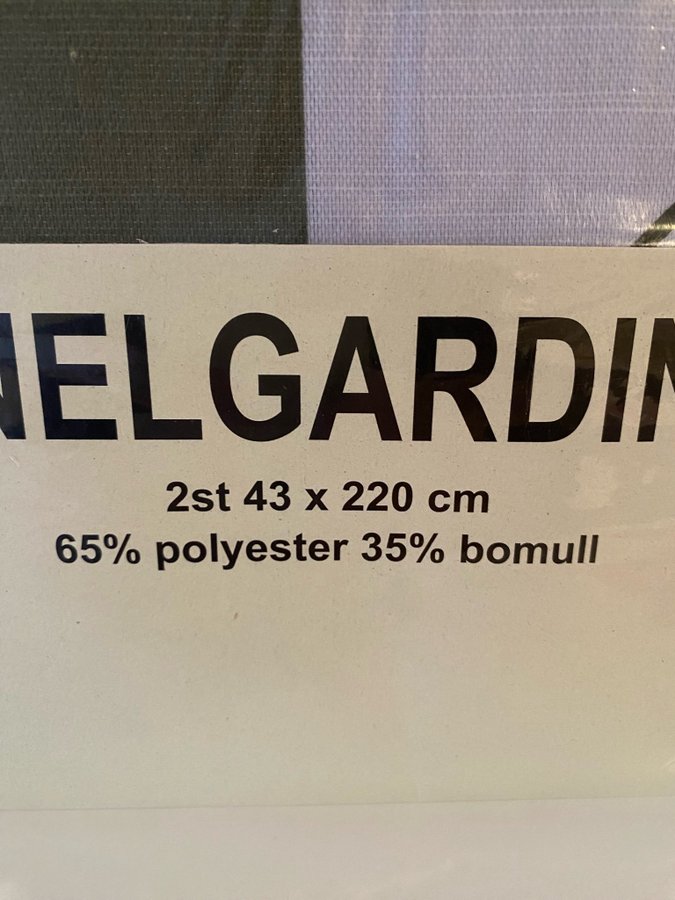 NELGARDIN
2st 43 x 220 cm
65% polyester 35% bomull